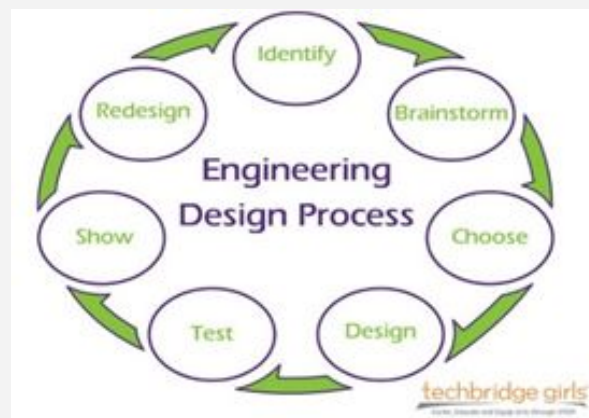 Identify
Brainstorm
Choose
Design
Test
Show
Redesign
Engineering
Design Process
techbridge girls